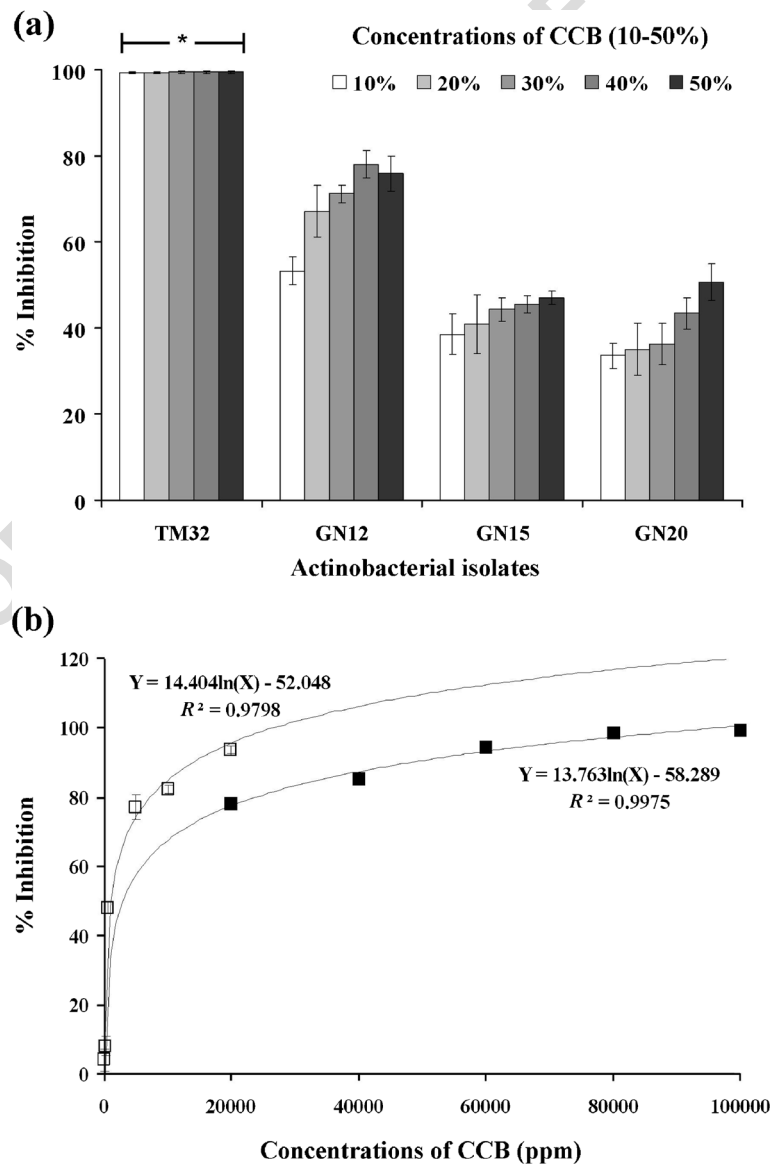 (a)
*
Concentrations of CCB (10-50%)
10% 20% 30% 40% 50%
100
80
60
40
20
0
% Inhibition
TM32 GN12 GN15 GN20
Actinobacterial isolates
(b)
120
100
80
60
40
20
0
% Inhibition
Y = 14.404ln(X) - 52.048
R² = 0.9798
Y = 13.763ln(X) - 58.289
R² = 0.9975
0 20000 40000 60000 80000 100000
Concentrations of CCB (ppm)